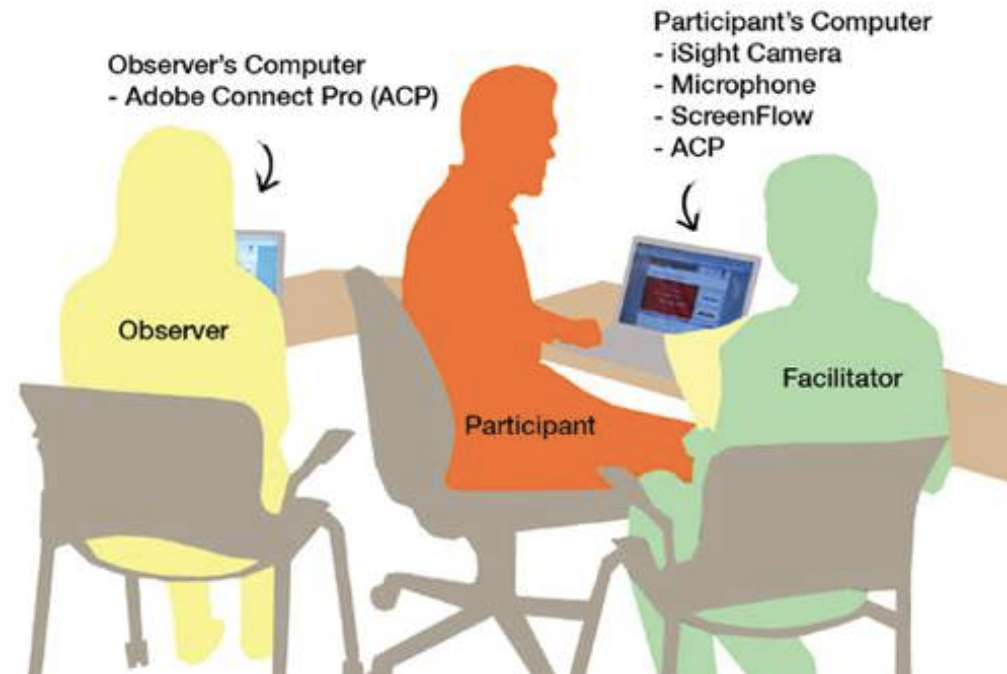 Observer's Computer
- Adobe Connect Pro (ACP)
Participant's Computer
- iSight Camera
- Microphone
- ScreenFlow
- ACP
Observer
Participant
Facilitator